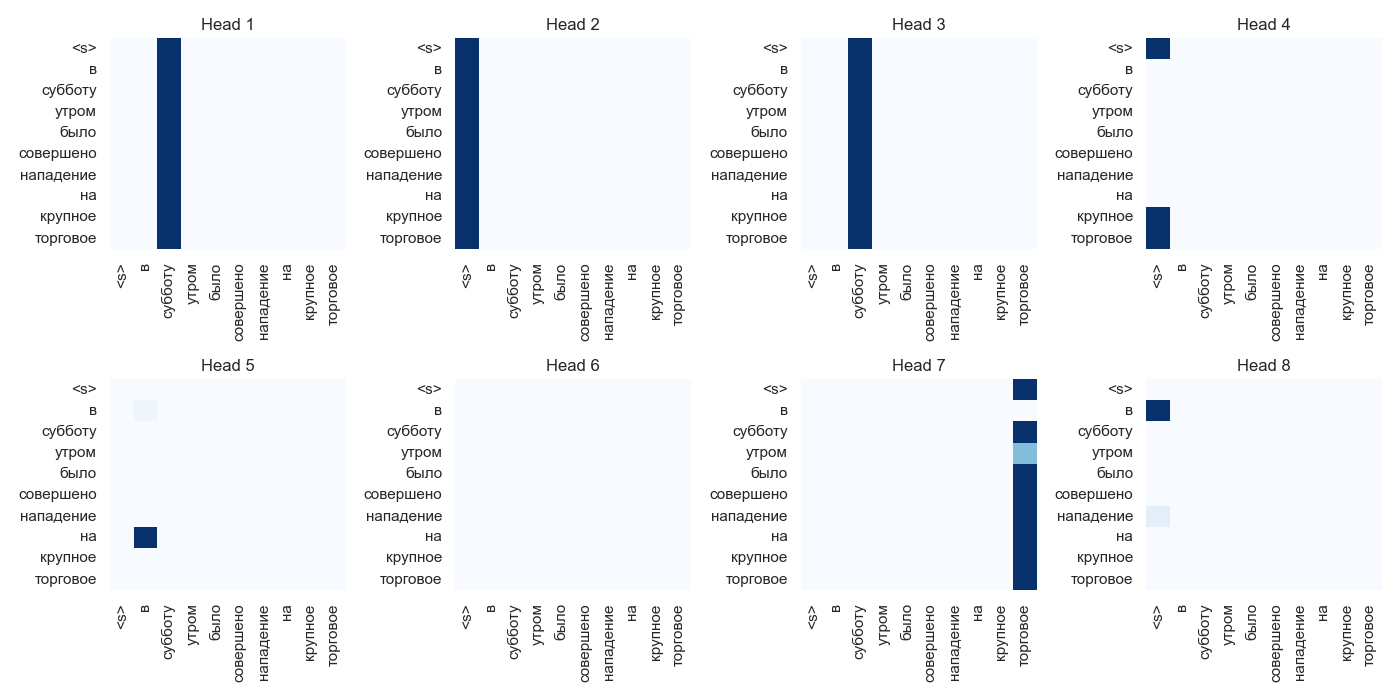 Head 1
<s>
в
субботу
утром
было
совершено
нападение
на
крупное
торговое
<s>
в
субботу
утром
было
совершено
нападение
на
крупное
торговое
Head 2
<s>
в
субботу
утром
было
совершено
нападение
на
крупное
торговое
<s>
в
субботу
утром
было
совершено
нападение
на
крупное
торговое
Head 3
<s>
в
субботу
утром
было
совершено
нападение
на
крупное
торговое
<s>
в
субботу
утром
было
совершено
нападение
на
крупное
торговое
Head 4
<s>
в
субботу
утром
было
совершено
нападение
на
крупное
торговое
<s>
в
субботу
утром
было
совершено
нападение
на
крупное
торговое
Head 5
<s>
в
субботу
утром
было
совершено
нападение
на
крупное
торговое
<s>
в
субботу
утром
было
совершено
нападение
на
крупное
торговое
Head 6
<s>
в
субботу
утром
было
совершено
нападение
на
крупное
торговое
<s>
в
субботу
утром
было
совершено
нападение
на
крупное
торговое
Head 7
<s>
в
субботу
утром
было
совершено
нападение
на
крупное
торговое
<s>
в
субботу
утром
было
совершено
нападение
на
крупное
торговое
Head 8
<s>
в
субботу
утром
было
совершено
нападение
на
крупное
торговое
<s>
в
субботу
утром
было
совершено
нападение
на
крупное
торговое